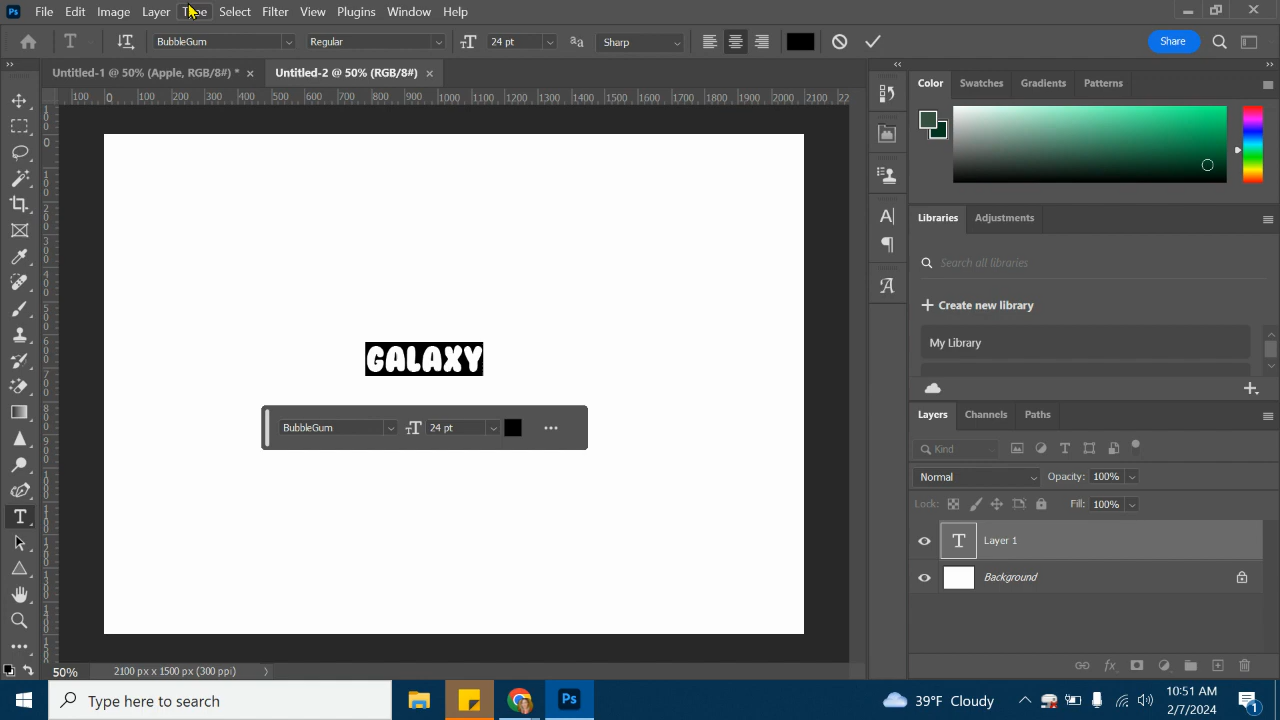 Ps File Edit Image Layer Type Select Filter View Plugins Window Help
T BubbleGum Regular 24 pt aa Sharp Share
Untitled-1 @ 50% (Apple, RGB/8#) * × Untitled-2 @ 50% (RGB/8#) ×
100 0 100 200 300 400 500 600 700 800 900 1000 1100 1200 1300 1400 1500 1600 1700 1800 1900 2000 2100 22
Color Swatches Gradients Patterns
Libraries Adjustments
Search all libraries
+ Create new library
My Library
GALAXY
BubbleGum 24 pt
Layers Channels Paths
Kind
Normal Opacity: 100%
Lock: Fill: 100%
T Layer 1
Background
50% 2100 px x 1500 px (300 ppi)
Type here to search
Ps
39°F Cloudy
10:51 AM
2/7/2024
1